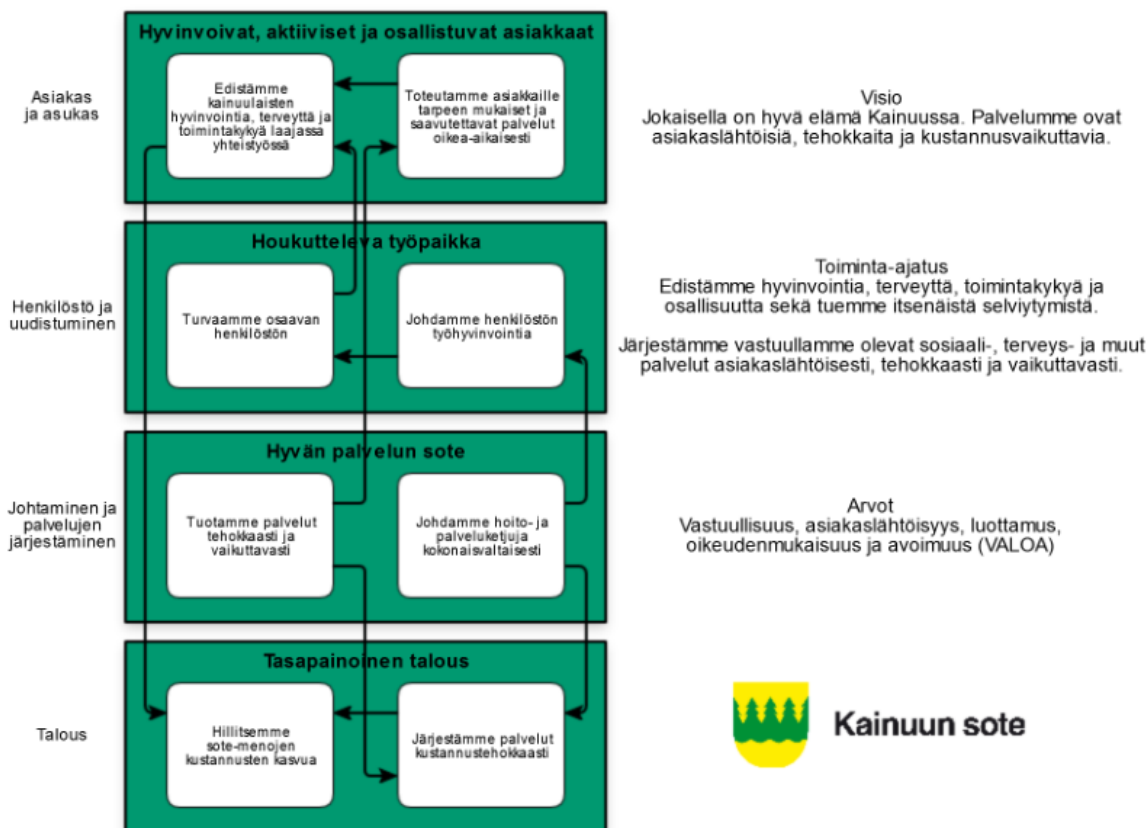 Hyvinvoivat, aktiiviset ja osallistuvat asiakkaat
Asiakas
ja asukas
Edistämme
kainuulaisten
hyvinvointia, terveyttä ja
toimintakykyä laajassa
yhteistyössä
Toteutamme asiakkaille
tarpeen mukaiset ja
saavutettavat palvelut
oikea-aikaisesti
Visio
Jokaisella on hyvä elämä Kainuussa. Palvelumme ovat
asiakaslähtöisiä, tehokkaita ja kustannusvaikuttavia.
Houkutteleva työpaikka
Henkilöstö ja
uudistuminen
Turvaamme osaavan
henkilöstön
Johdamme henkilöstön
työhyvinvointia
Toiminta-ajatus
Edistämme hyvinvointia, terveyttä, toimintakykyä ja
osallisuutta sekä tuemme itsenäistä selviytymistä.
Järjestämme vastuullamme olevat sosiaali-, terveys- ja muut
palvelut asiakaslähtöisesti, tehokkaasti ja vaikuttavasti.
Hyvän palvelun sote
Johtaminen ja
palvelujen
järjestäminen
Tuotamme palvelut
tehokkaasti ja
vaikuttavasti
Johdamme hoito- ja
palveluketjuja
kokonaisvaltaisesti
Arvot
Vastuullisuus, asiakaslähtöisyys, luottamus,
oikeudenmukaisuus ja avoimuus (VALOA)
Tasapainoinen talous
Talous
Hillitsemme
sote-menojen
kustannusten kasvua
Järjestämme palvelut
kustannustehokkaasti
Kainuun sote